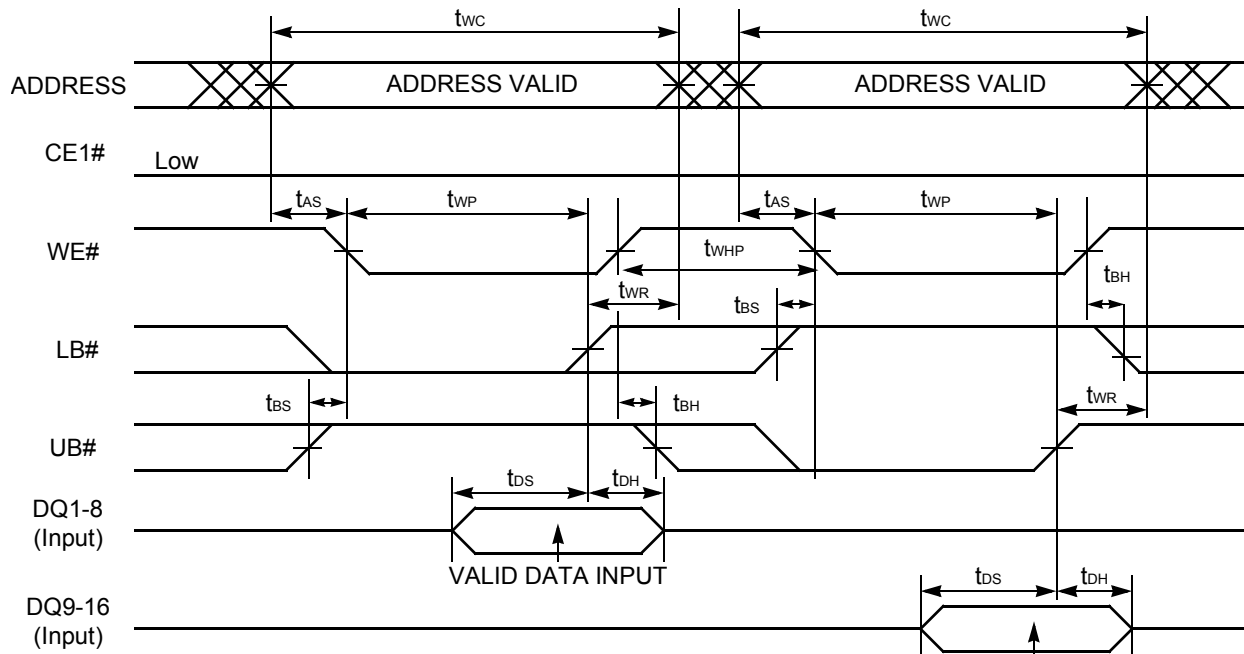 tWC tWC
ADDRESS ADDRESS VALID ADDRESS VALID
CE1# Low
tAS tWP tAS tWP
WE#
tWHP
tBH
tWR
tBS
LB#
tBS
tBH
tWR
UB#
tDS tDH
DQ1-8
(Input)
VALID DATA INPUT
tDS tDH
DQ9-16
(Input)